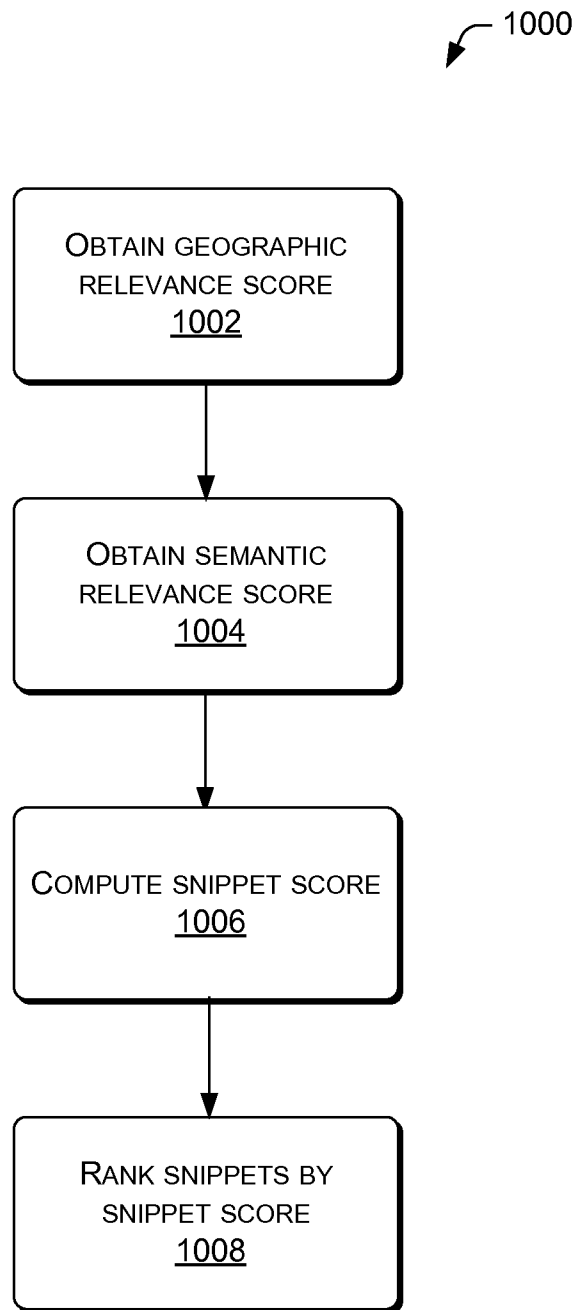 1000
OBTAIN GEOGRAPHIC
RELEVANCE SCORE
1002
OBTAIN SEMANTIC
RELEVANCE SCORE
1004
COMPUTE SNIPPET SCORE
1006
RANK SNIPPETS BY
SNIPPET SCORE
1008